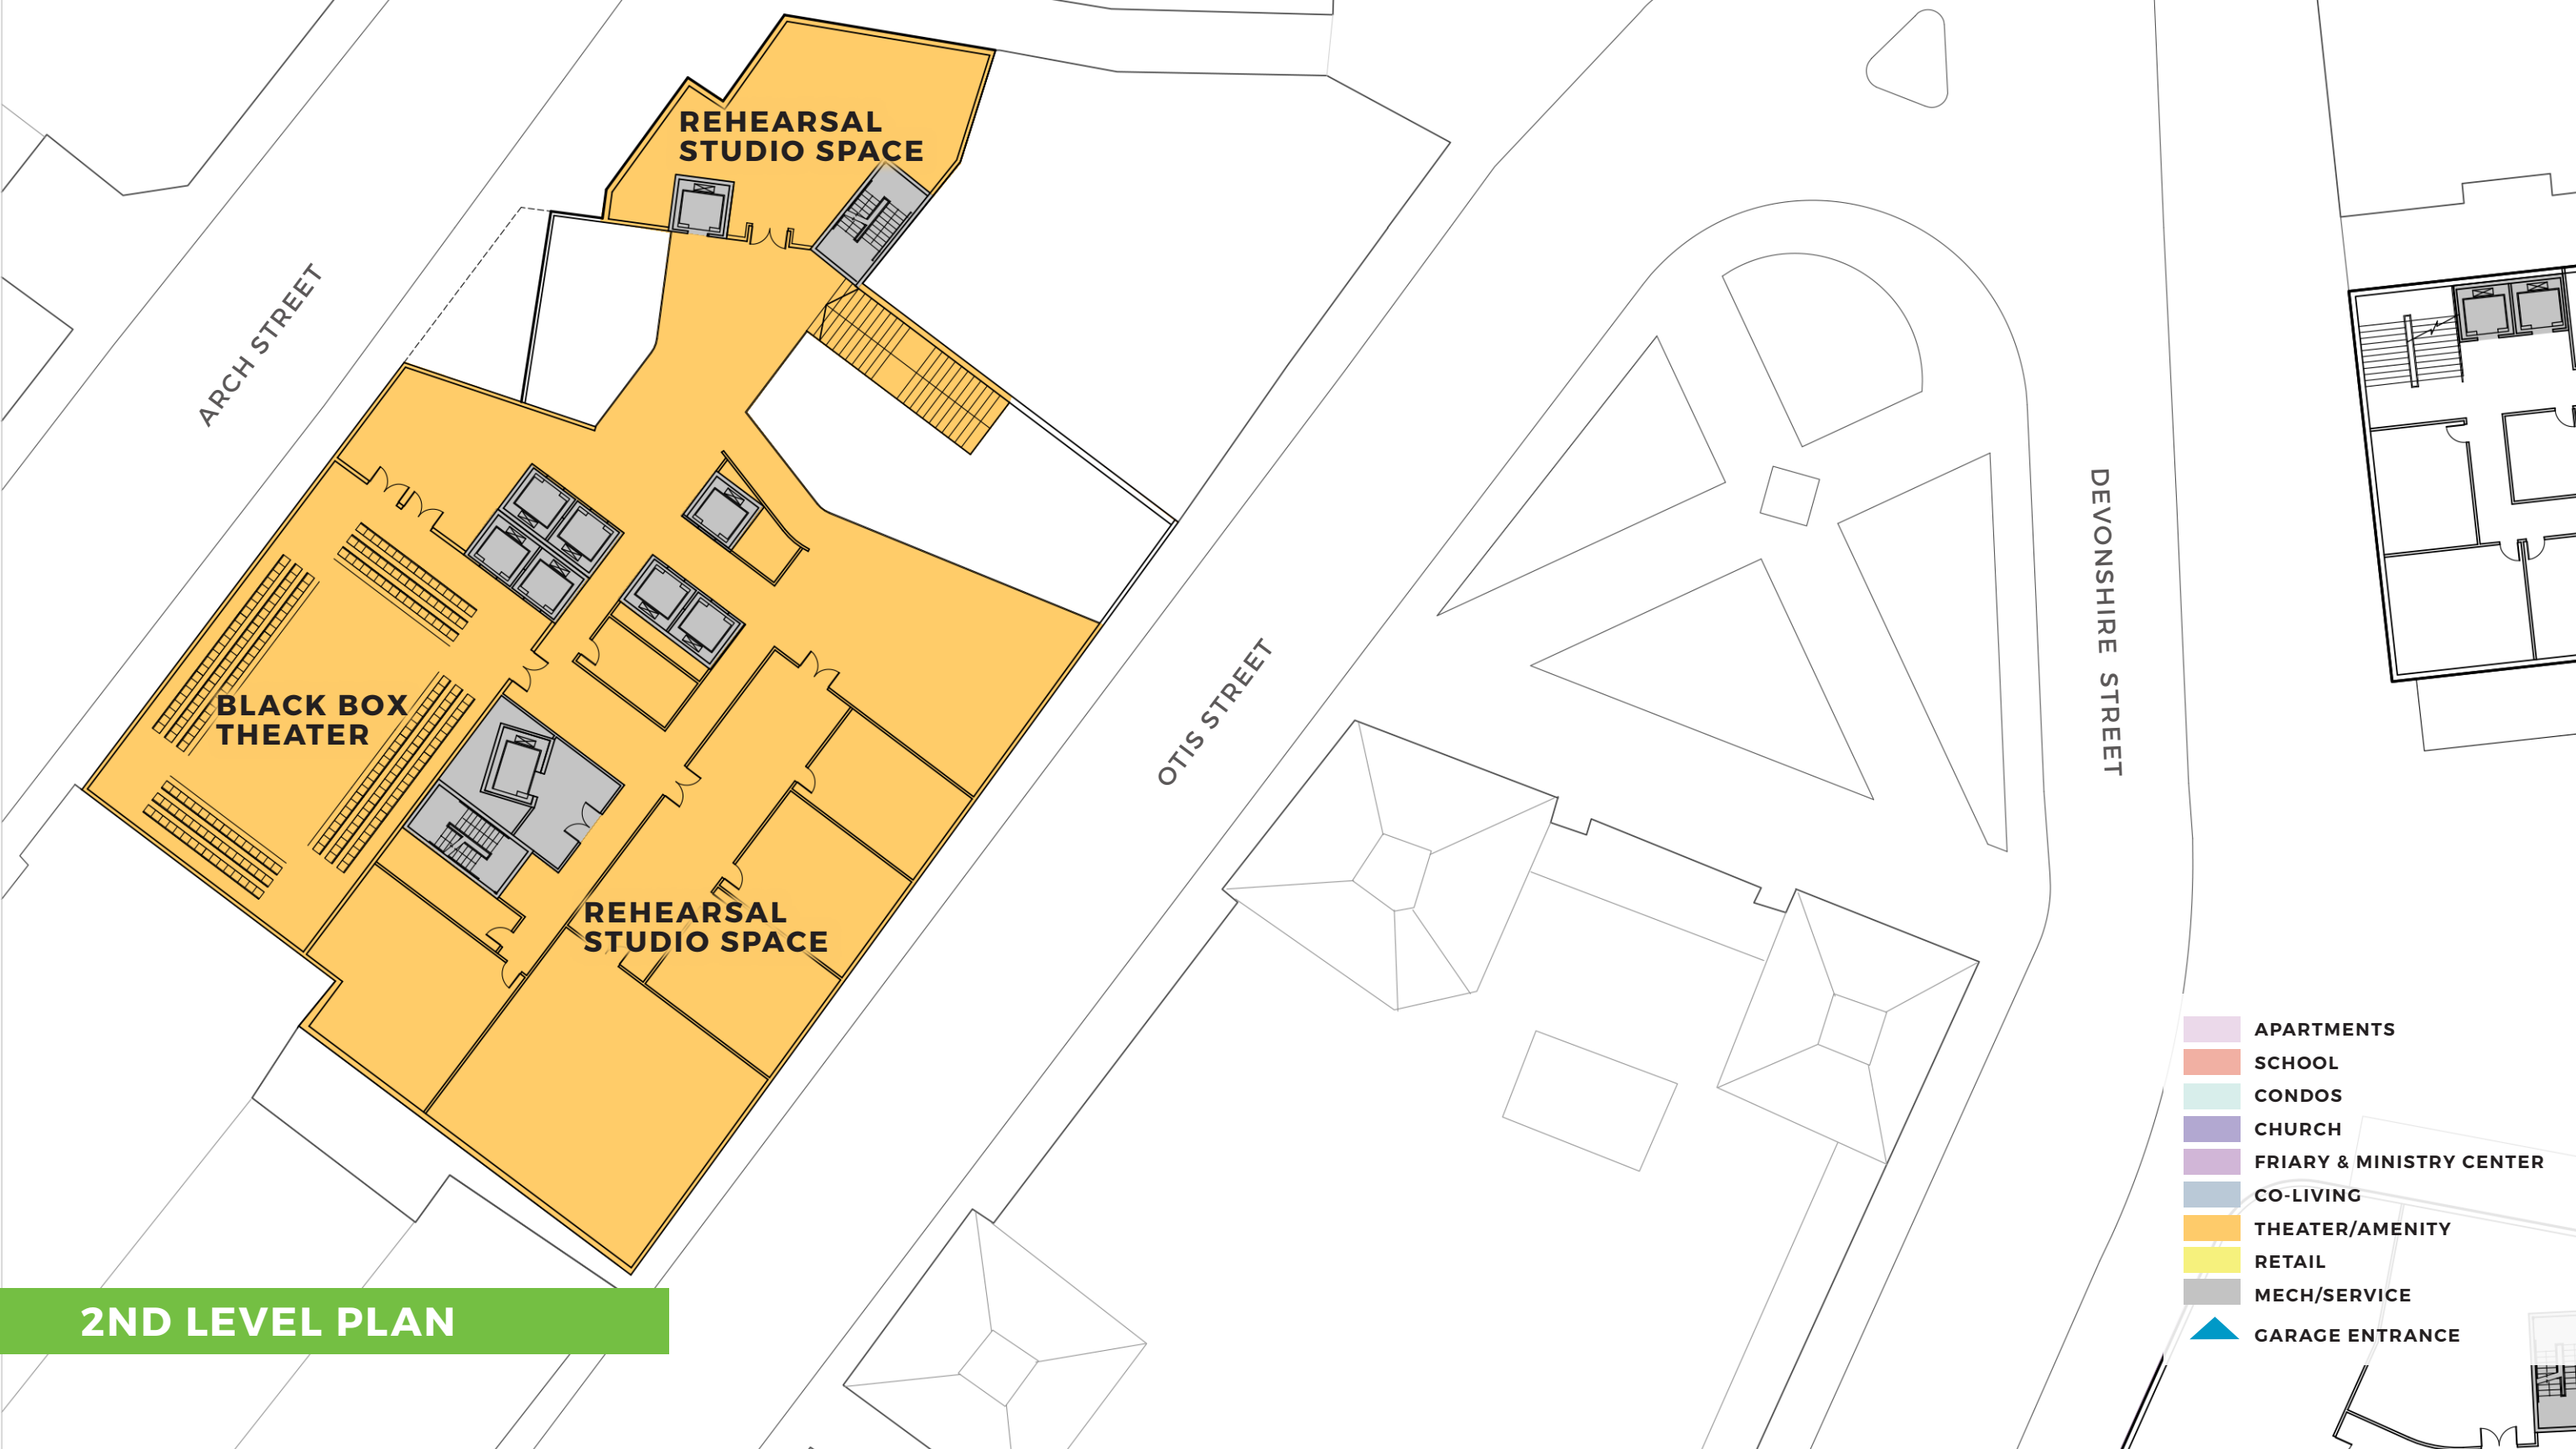 REHEARSAL
STUDIO SPACE
ARCH STREET
BLACK BOX
THEATER
OTIS STREET
DEVONSHIRE STREET
REHEARSAL
STUDIO SPACE
APARTMENTS
SCHOOL
CONDOS
CHURCH
FRIARY & MINISTRY CENTER
CO-LIVING
THEATER/AMENITY
RETAIL
MECH/SERVICE
GARAGE ENTRANCE
2ND LEVEL PLAN